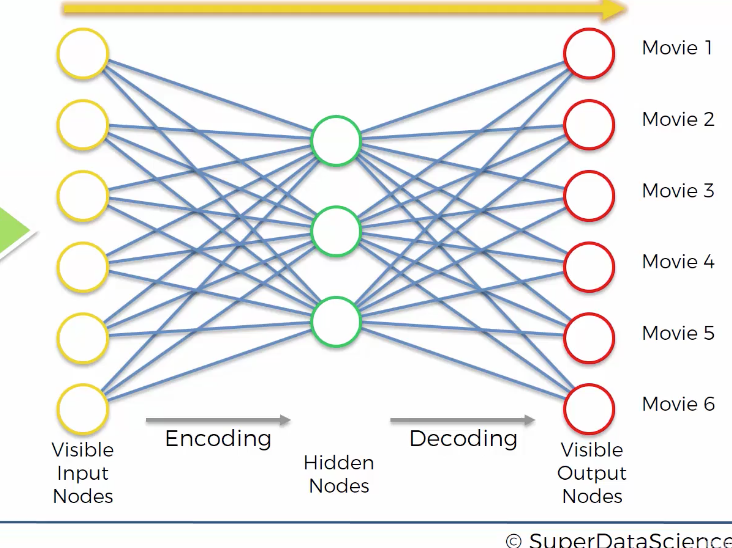 Movie 1
Movie 2
Movie 3
Movie 4
Movie 5
Movie 6
Encoding
Decoding
Visible
Input
Nodes
Hidden
Nodes
Visible
Output
Nodes
© SuperDataScience